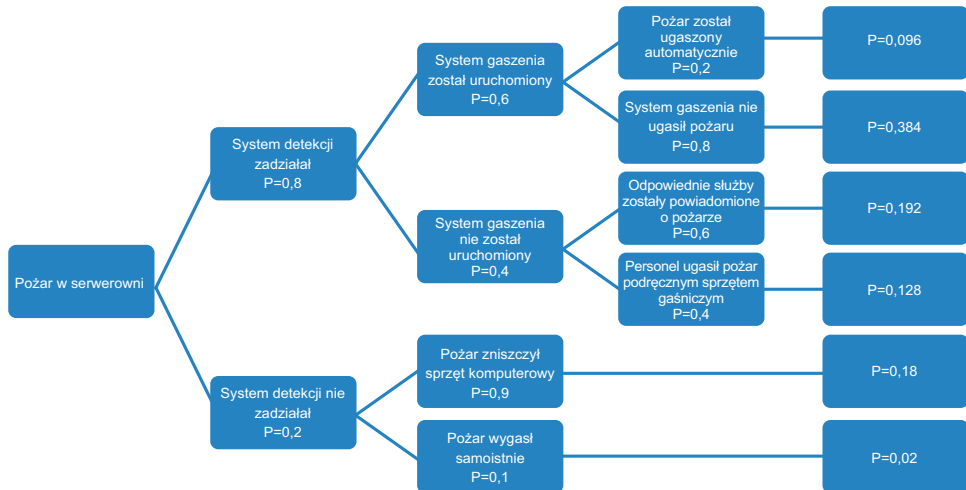 Pożar w serwerowni
System detekcji
zadziałał
P=0,8
System detekcji nie
zadziałał
P=0,2
System gaszenia
został uruchomiony
P=0,6
System gaszenia
nie został
uruchomiony
P=0,4
Pożar zniszczył
sprzęt komputerowy
P=0,9
Pożar wygasł
samoistnie
P=0,1
Pożar został
ugaszony
automatycznie
P=0,2
System gaszenia nie
ugasił pożaru
P=0,8
Odpowiednie służby
zostały powiadomione
o pożarze
P=0,6
Personel ugasił pożar
podręcznym sprzętem
gaśniczym
P=0,4
P=0,096
P=0,384
P=0,192
P=0,128
P=0,18
P=0,02